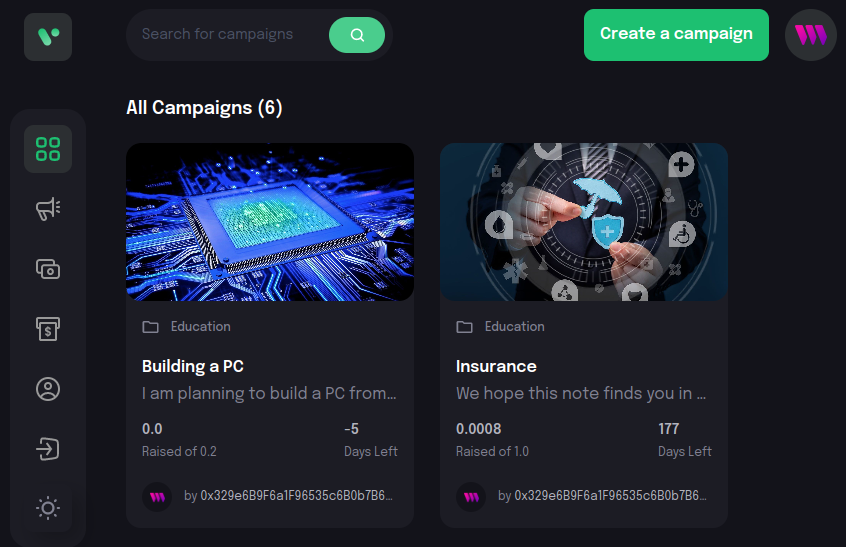 Search for campaigns
Create a campaign
All Campaigns (6)
Education
Building a PC
I am planning to build a PC from...
0.0
-5
Raised of 0.2
Days Left
by 0x329e6B9F6a1F96535c6B0b7B6...
Education
Insurance
We hope this note finds you in ...
0.0008
177
Raised of 1.0
Days Left
by 0x329e6B9F6a1F96535c6B0b7B6...